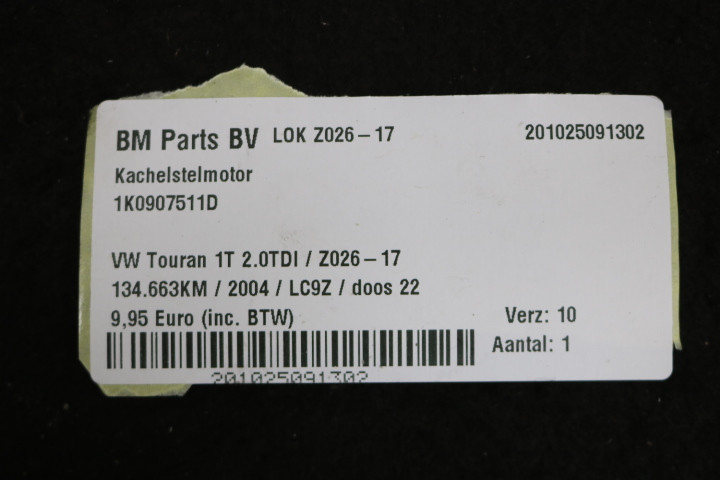 BM Parts BV LOK Z026-17 201025091302
Kachelstelmotor
1K0907511D
VW Touran 1T 2.0TDI / Z026-17
134.663KM / 2004 / LC9Z / doos 22
9,95 Euro (inc. BTW) Verz: 10
Aantal: 1
201025091302